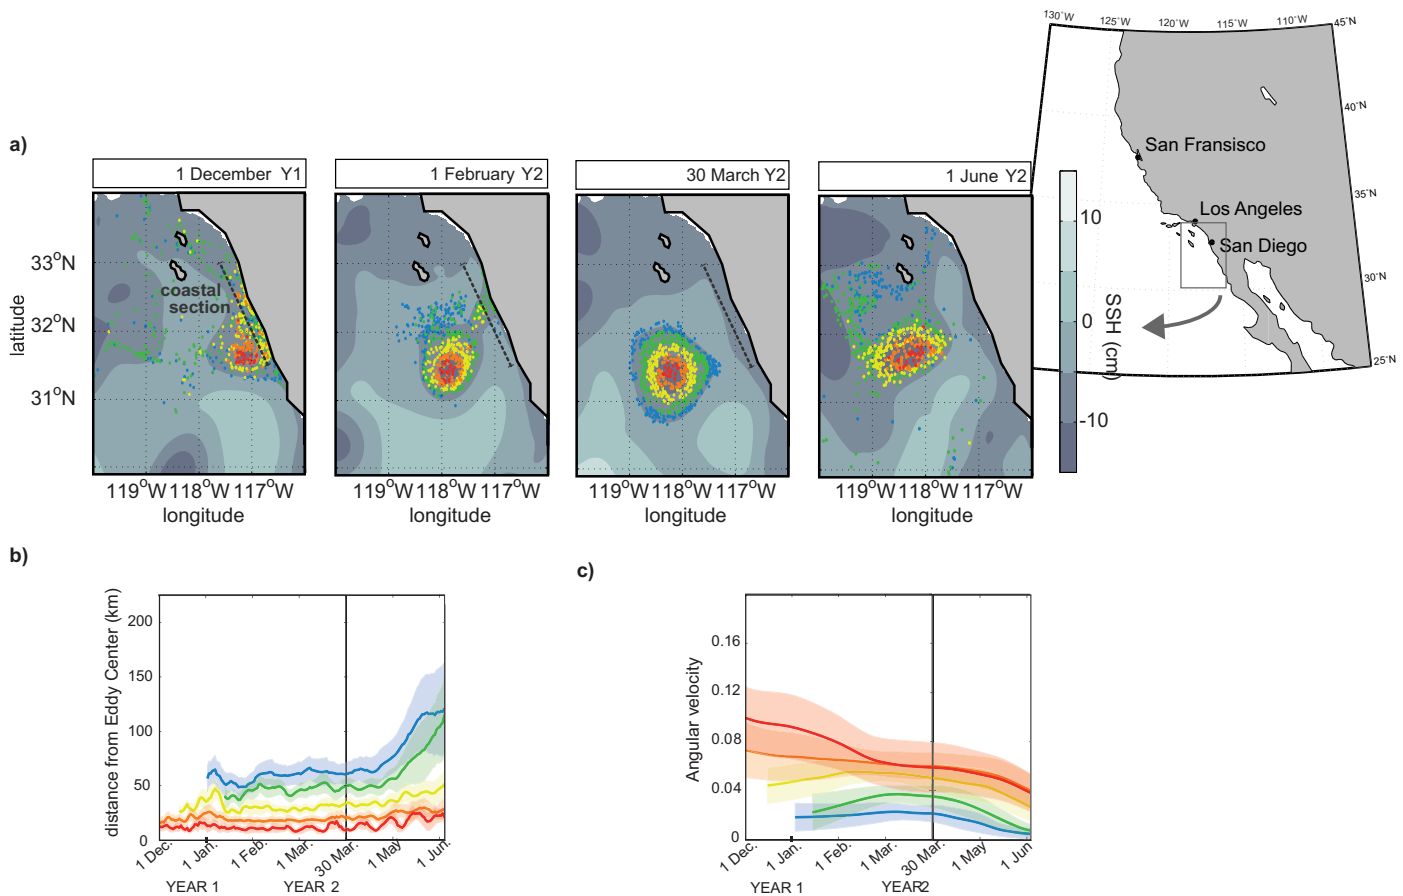 130°W
125°W
120°W
115°W
110°W
45°N
40°N
35°N
30°N
25°N
San Fransisco
Los Angeles
San Diego
a)
1 December Y1
1 February Y2
30 March Y2
1 June Y2
33°N
32°N
31°N
latitude
coastal
section
119°W 118°W 117°W
longitude
119°W 118°W 117°W
longitude
119°W 118°W 117°W
longitude
119°W 118°W 117°W
longitude
10
0
-10
SSH (cm)
b)
distance from Eddy Center (km)
225
200
150
100
50
0
1 Dec.
1 Jan.
1 Feb.
1 Mar.
30 Mar.
1 May
1 Jun.
YEAR 1
YEAR 2
c)
Angular velocity
0.16
0.12
0.08
0.04
0
1 Dec.
1 Jan.
1 Feb.
1 Mar.
30 Mar.
1 May
1 Jun
YEAR 1
YEAR2